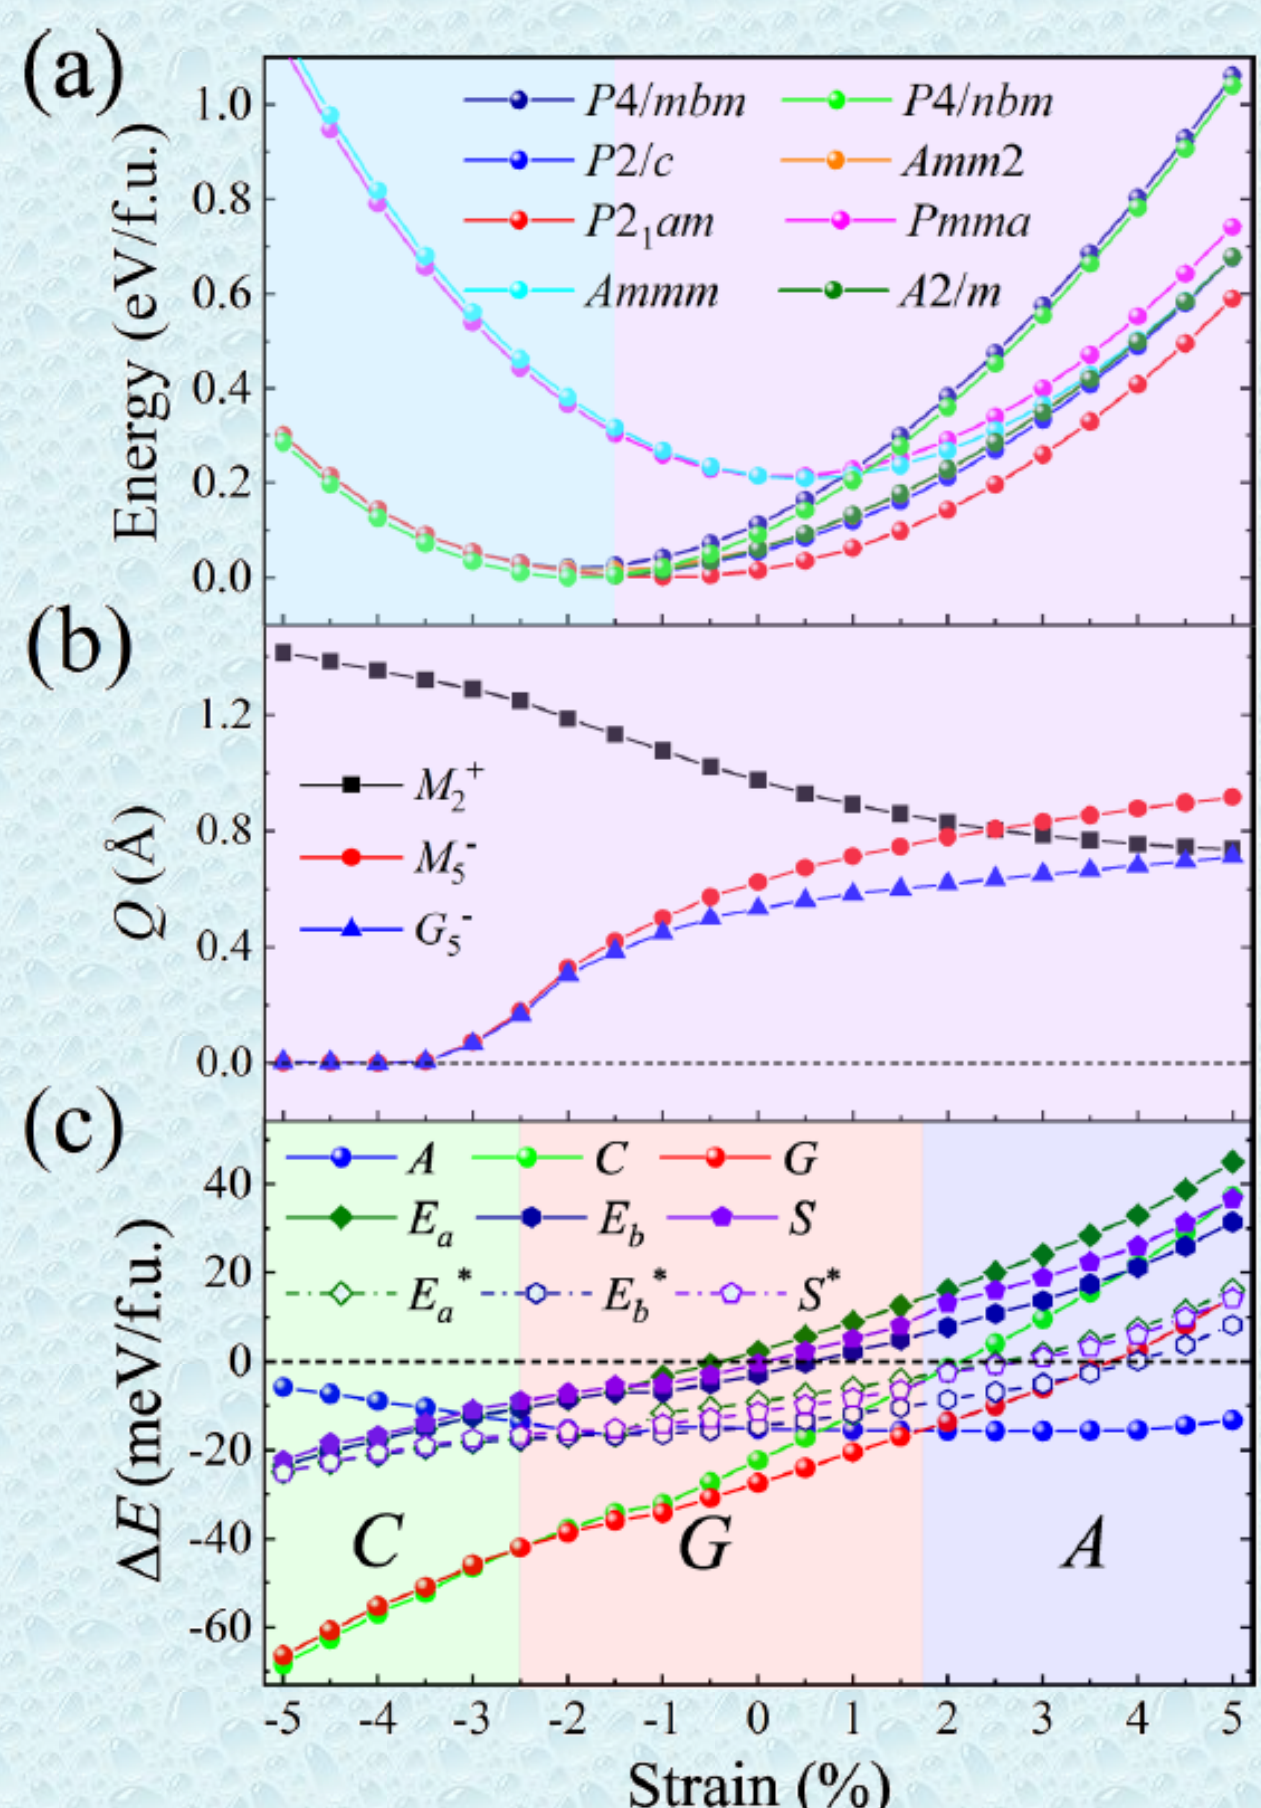 (a)
Energy (eV/f.u.)
1.0
0.8
0.6
0.4
0.2
0.0
P4/mbm P4/nbm
P2/c Amm2
P2₁am Pmma
Ammm A2/m
(b)
Q (Å)
1.2
0.8
0.4
0.0
M₂⁺
M₅⁻
G₅⁻
(c)
ΔE (meV/f.u.)
40
20
0
-20
-40
-60
A C G
Eₐ E_b S
Eₐ* E_b* S*
C G A
-5 -4 -3 -2 -1 0 1 2 3 4 5
Strain (%)